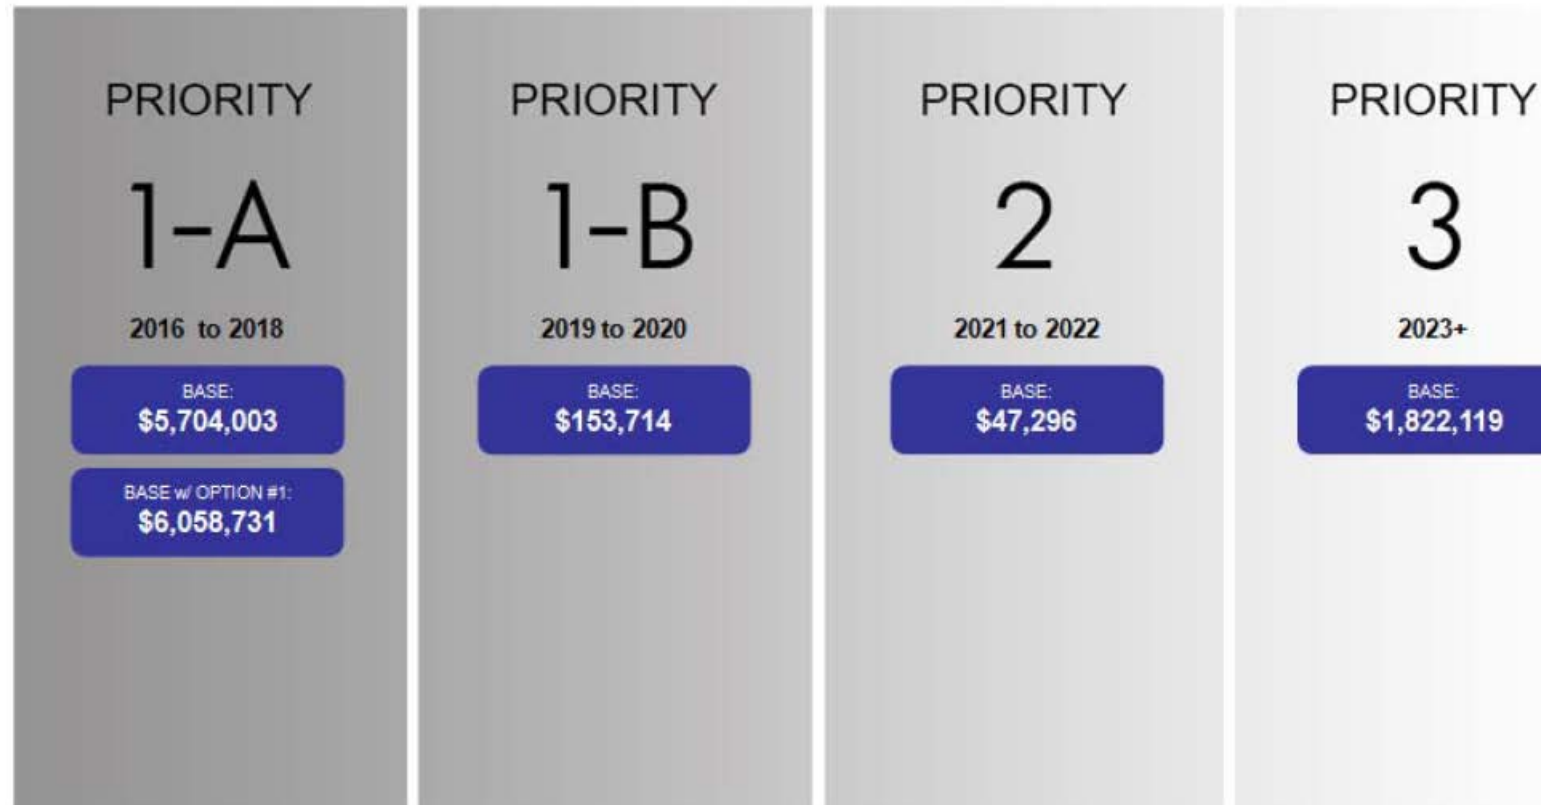 PRIORITY
1-A
2016 to 2018
BASE:
$5,704,003
BASE w/ OPTION #1:
$6,058,731
PRIORITY
1-B
2019 to 2020
BASE:
$153,714
PRIORITY
2
2021 to 2022
BASE:
$47,296
PRIORITY
3
2023+
BASE:
$1,822,119